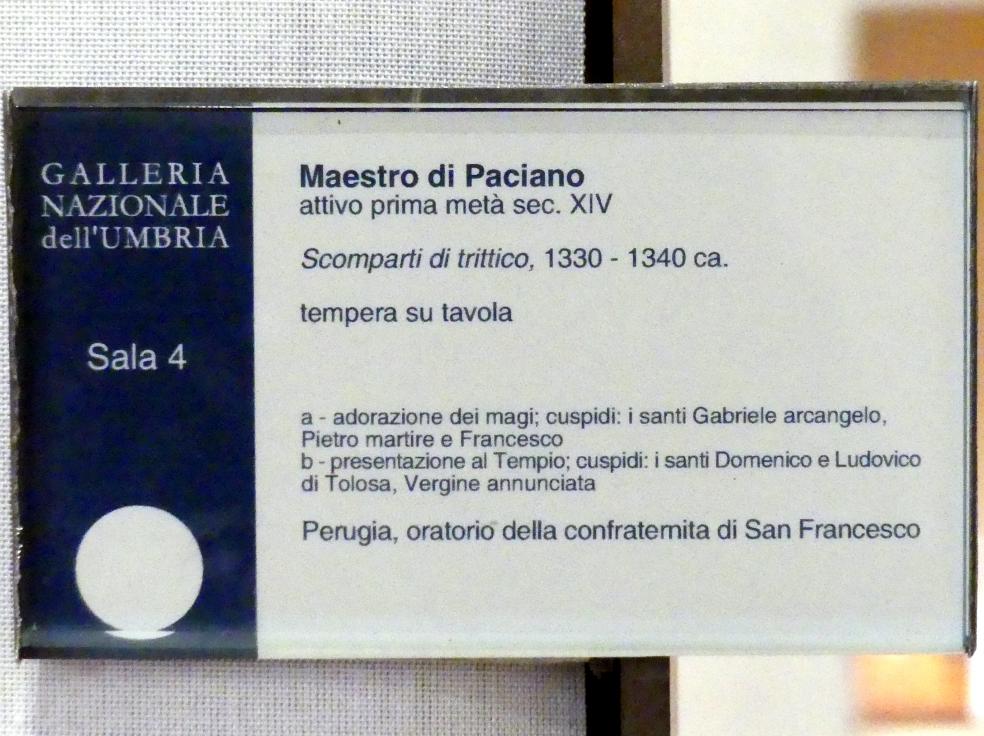 GALLERIA
NAZIONALE
dell'UMBRIA
Sala 4
Maestro di Paciano
attivo prima metà sec. XIV
Scomparti di trittico, 1330 - 1340 ca.
tempera su tavola
a - adorazione dei magi; cuspidi: i santi Gabriele arcangelo,
Pietro martire e Francesco
b - presentazione al Tempio; cuspidi: i santi Domenico e Ludovico
di Tolosa, Vergine annunciata
Perugia, oratorio della confraternita di San Francesco